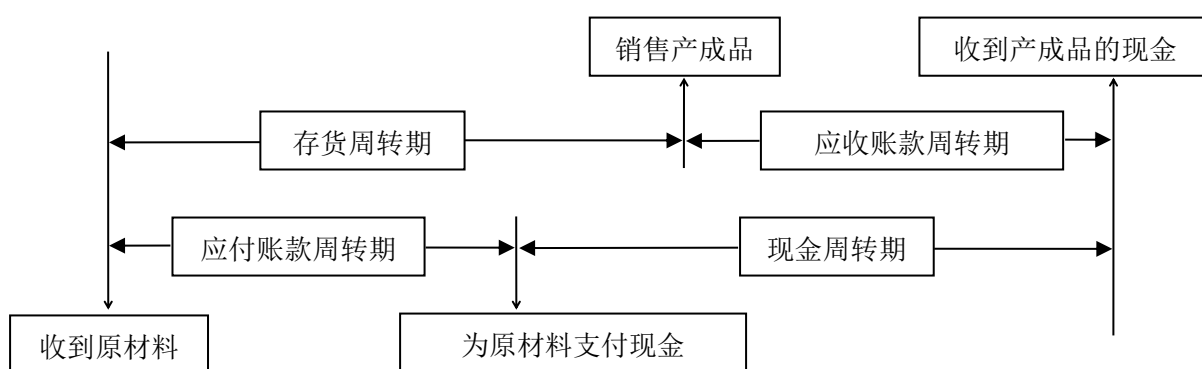 销售产成品
收到产成品的现金
存货周转期
应收账款周转期
应付账款周转期
现金周转期
收到原材料
为原材料支付现金